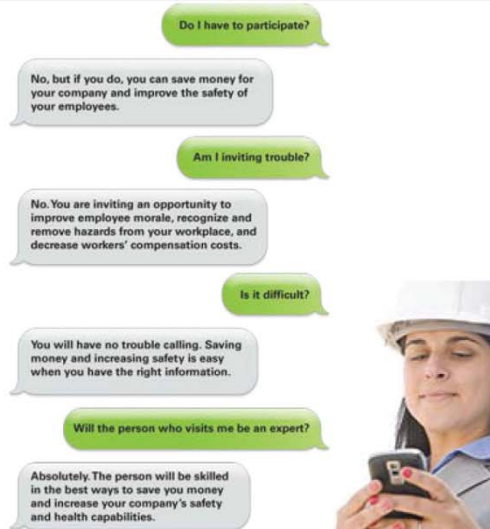 Do I have to participate?
No, but if you do, you can save money for
your company and improve the safety of
your employees.
Am I inviting trouble?
No. You are inviting an opportunity to
improve employee morale, recognize and
remove hazards from your workplace, and
decrease workers' compensation costs.
Is it difficult?
You will have no trouble calling. Saving
money and increasing safety is easy
when you have the right information.
Will the person who visits me be an expert?
Absolutely. The person will be skilled
in the best ways to save you money
and increase your company's safety
and health capabilities.